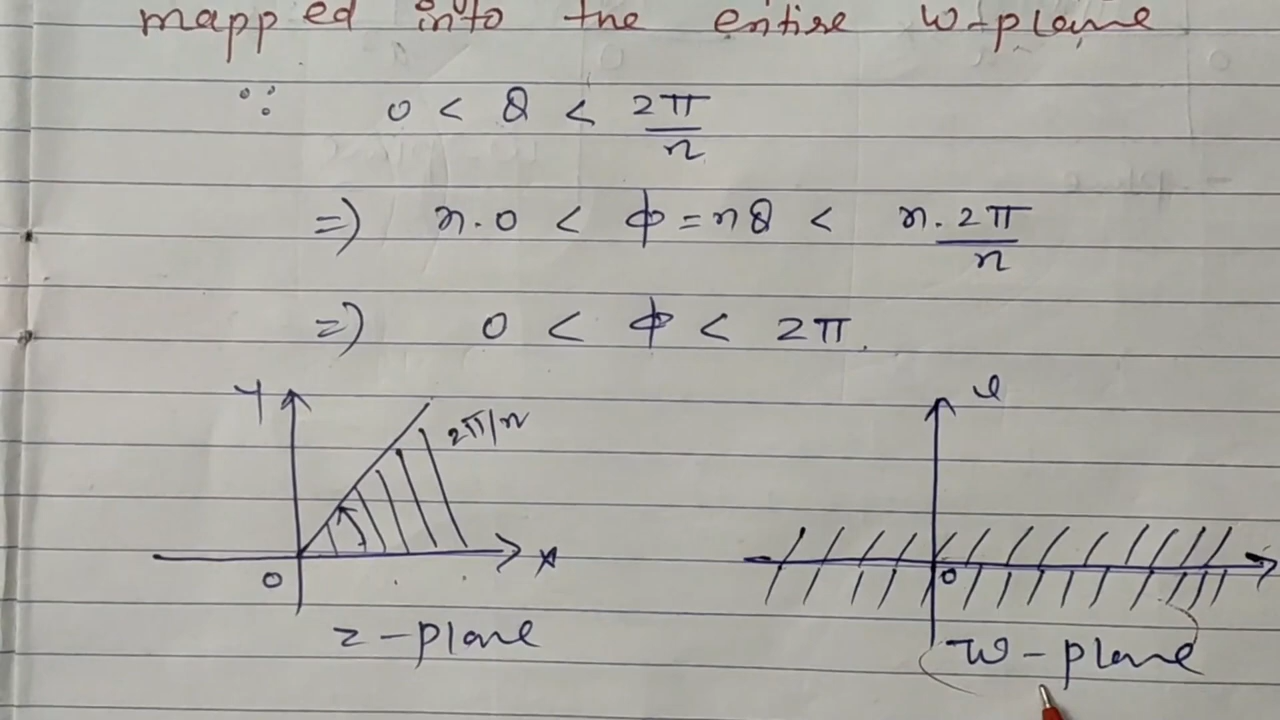 mapped into the entire w-plane
∵ 0 < θ < 2π/n
=) n.0 < ϕ = nθ < n.2π/n
=) 0 < ϕ < 2π.
Y
2π/n
v
X
0
0
z-plane
w-plane